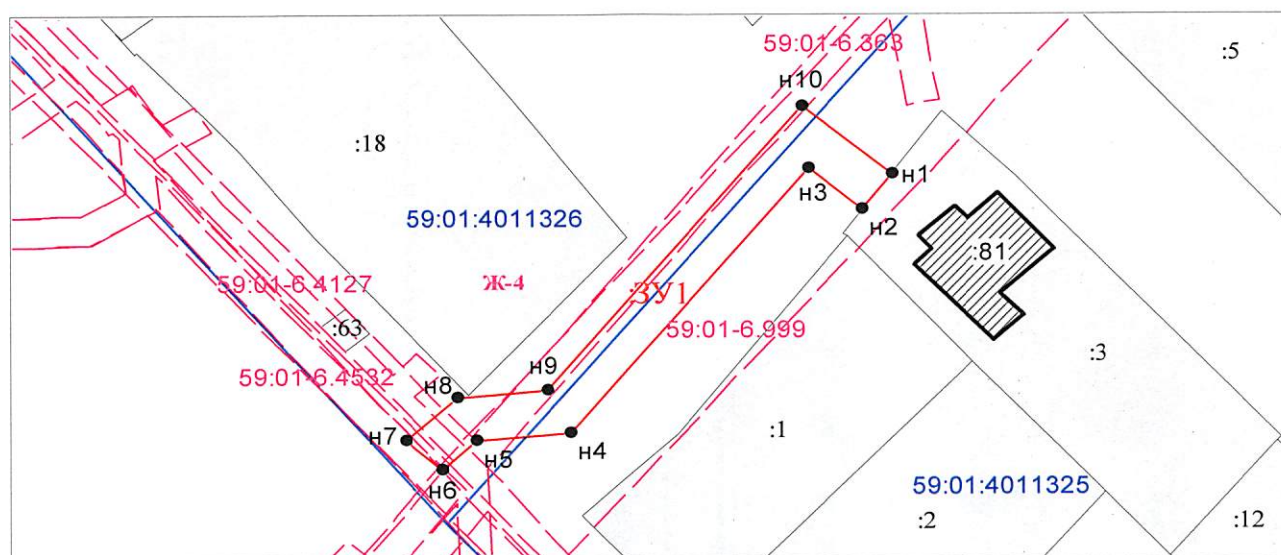 59:01-6.363
:5
н10
:18
н1
н3
н2
59:01:4011326
:81
59:01-6.4127
Ж-4
:ЗУ1
:63
59:01-6.999
:3
59:01-6.4532
н8
н9
н7
н5
н4
:1
н6
59:01:4011325
:2
:12